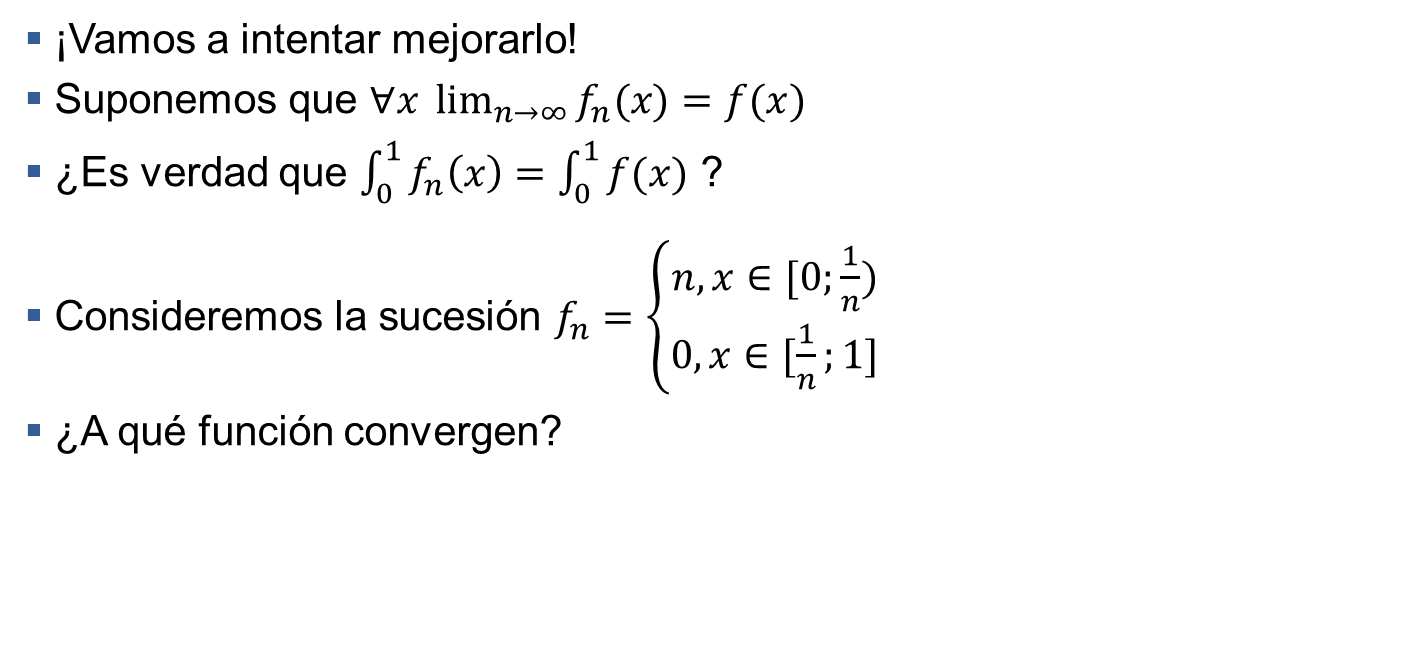 ▪ ¡Vamos a intentar mejorarlo!
▪ Suponemos que ∀x lim_{n→∞} f_n(x) = f(x)
▪ ¿Es verdad que ∫_0^1 f_n(x) = ∫_0^1 f(x) ?
▪ Consideremos la sucesión f_n = { n, x ∈ [0; 1/n)
0, x ∈ [1/n; 1]
▪ ¿A qué función convergen?